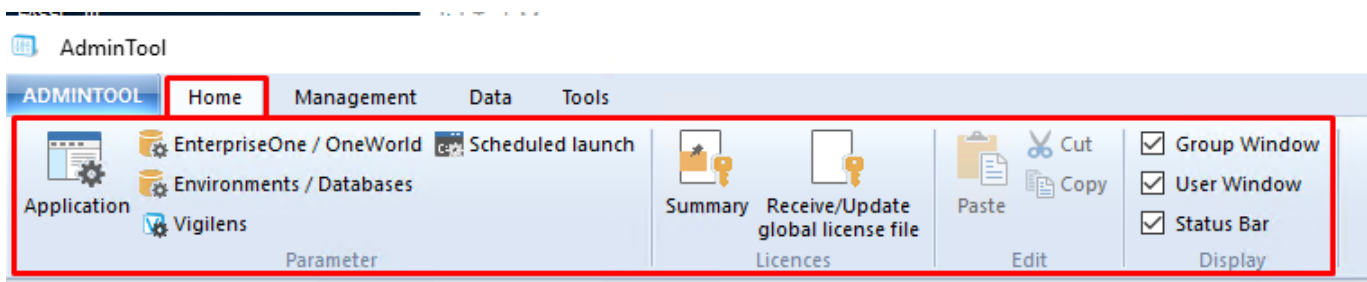 AdminTool
ADMINTOOL Home Management Data Tools
Application
EnterpriseOne / OneWorld
Environments / Databases
Vigilens
Scheduled launch
Parameter
Summary
Receive/Update
global license file
Licences
Paste
Cut
Copy
Edit
Group Window
User Window
Status Bar
Display